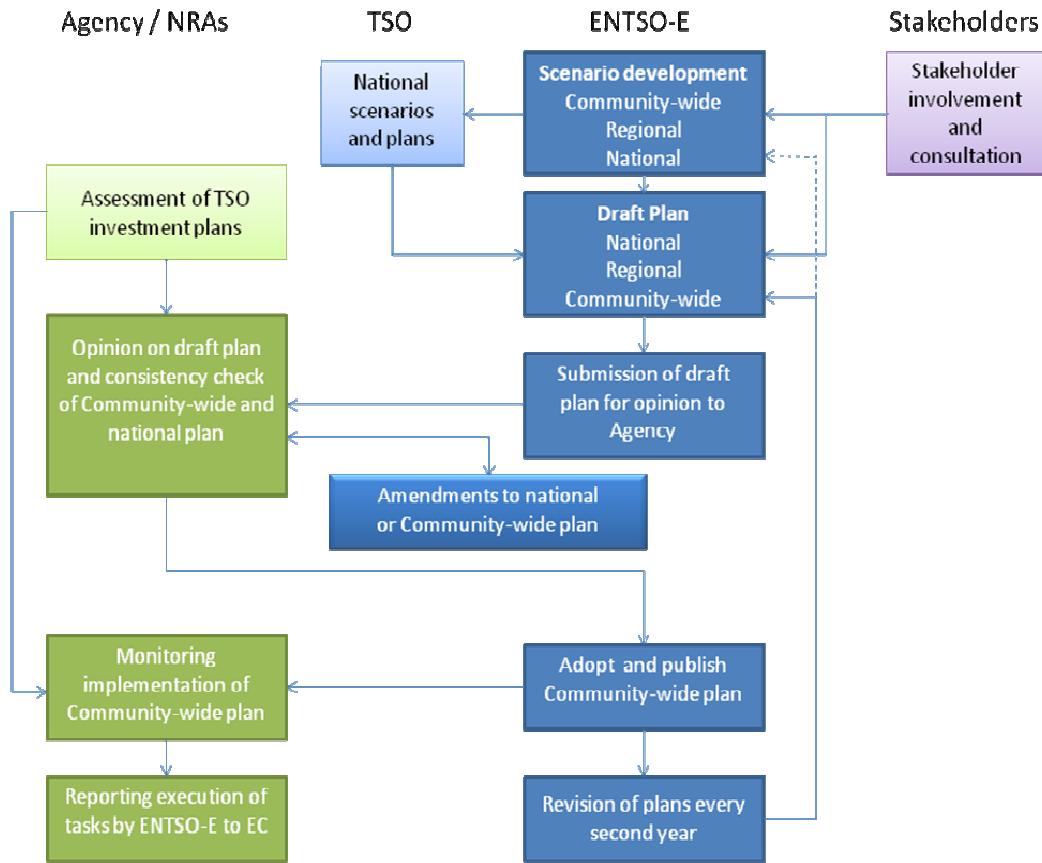 Agency / NRAs
TSO
ENTSO-E
Stakeholders
National
scenarios
and plans
Scenario development
Community-wide
Regional
National
Stakeholder
involvement
and
consultation
Assessment of TSO
investment plans
Draft Plan
National
Regional
Community-wide
Opinion on draft plan
and consistency check
of Community-wide and
national plan
Submission of draft
plan for opinion to
Agency
Amendments to national
or Community-wide plan
Monitoring
implementation of
Community-wide plan
Adopt and publish
Community-wide plan
Reporting execution of
tasks by ENTSO-E to EC
Revision of plans every
second year